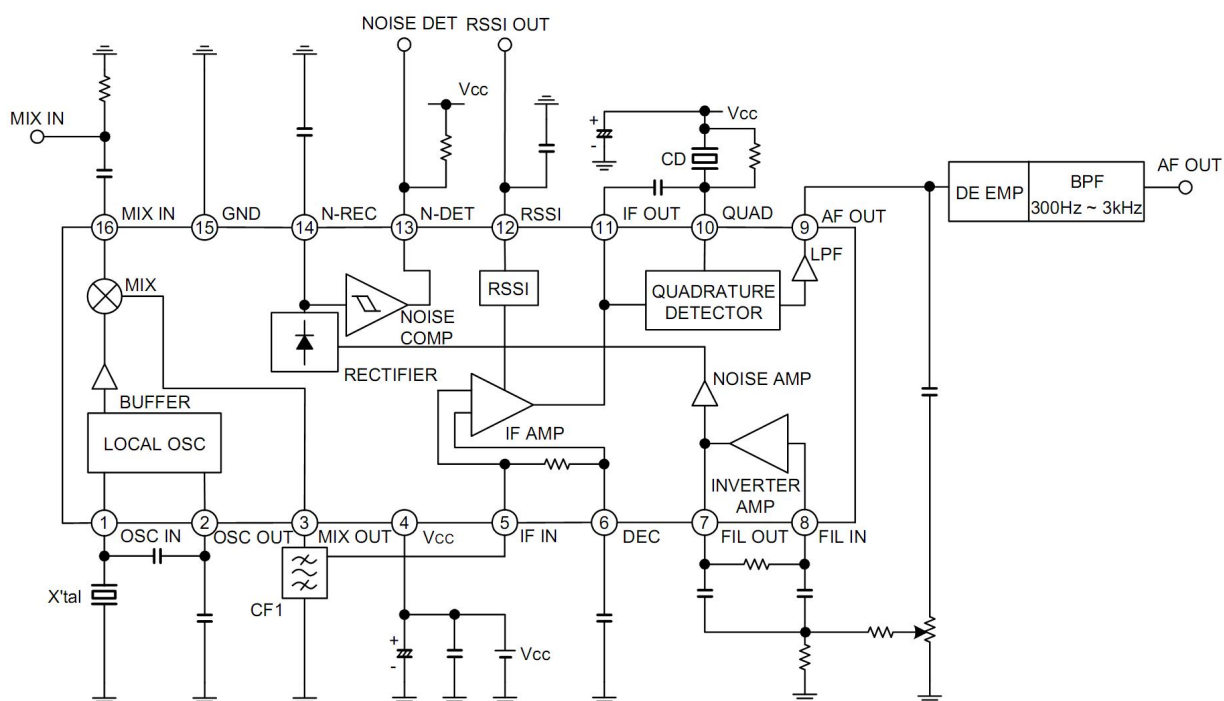 NOISE DET
RSSI OUT
Vcc
Vcc
+
-
MIX IN
CD
DE EMP
BPF
300Hz ~ 3kHz
AF OUT
MIX IN
GND
N-REC
N-DET
RSSI
IF OUT
QUAD
AF OUT
16
15
14
13
12
11
10
9
LPF
MIX
RSSI
QUADRATURE
DETECTOR
NOISE
COMP
RECTIFIER
NOISE AMP
BUFFER
LOCAL OSC
IF AMP
INVERTER
AMP
1
2
3
4
5
6
7
8
OSC IN
OSC OUT
MIX OUT
Vcc
IF IN
DEC
FIL OUT
FIL IN
X'tal
CF1
+
-
Vcc